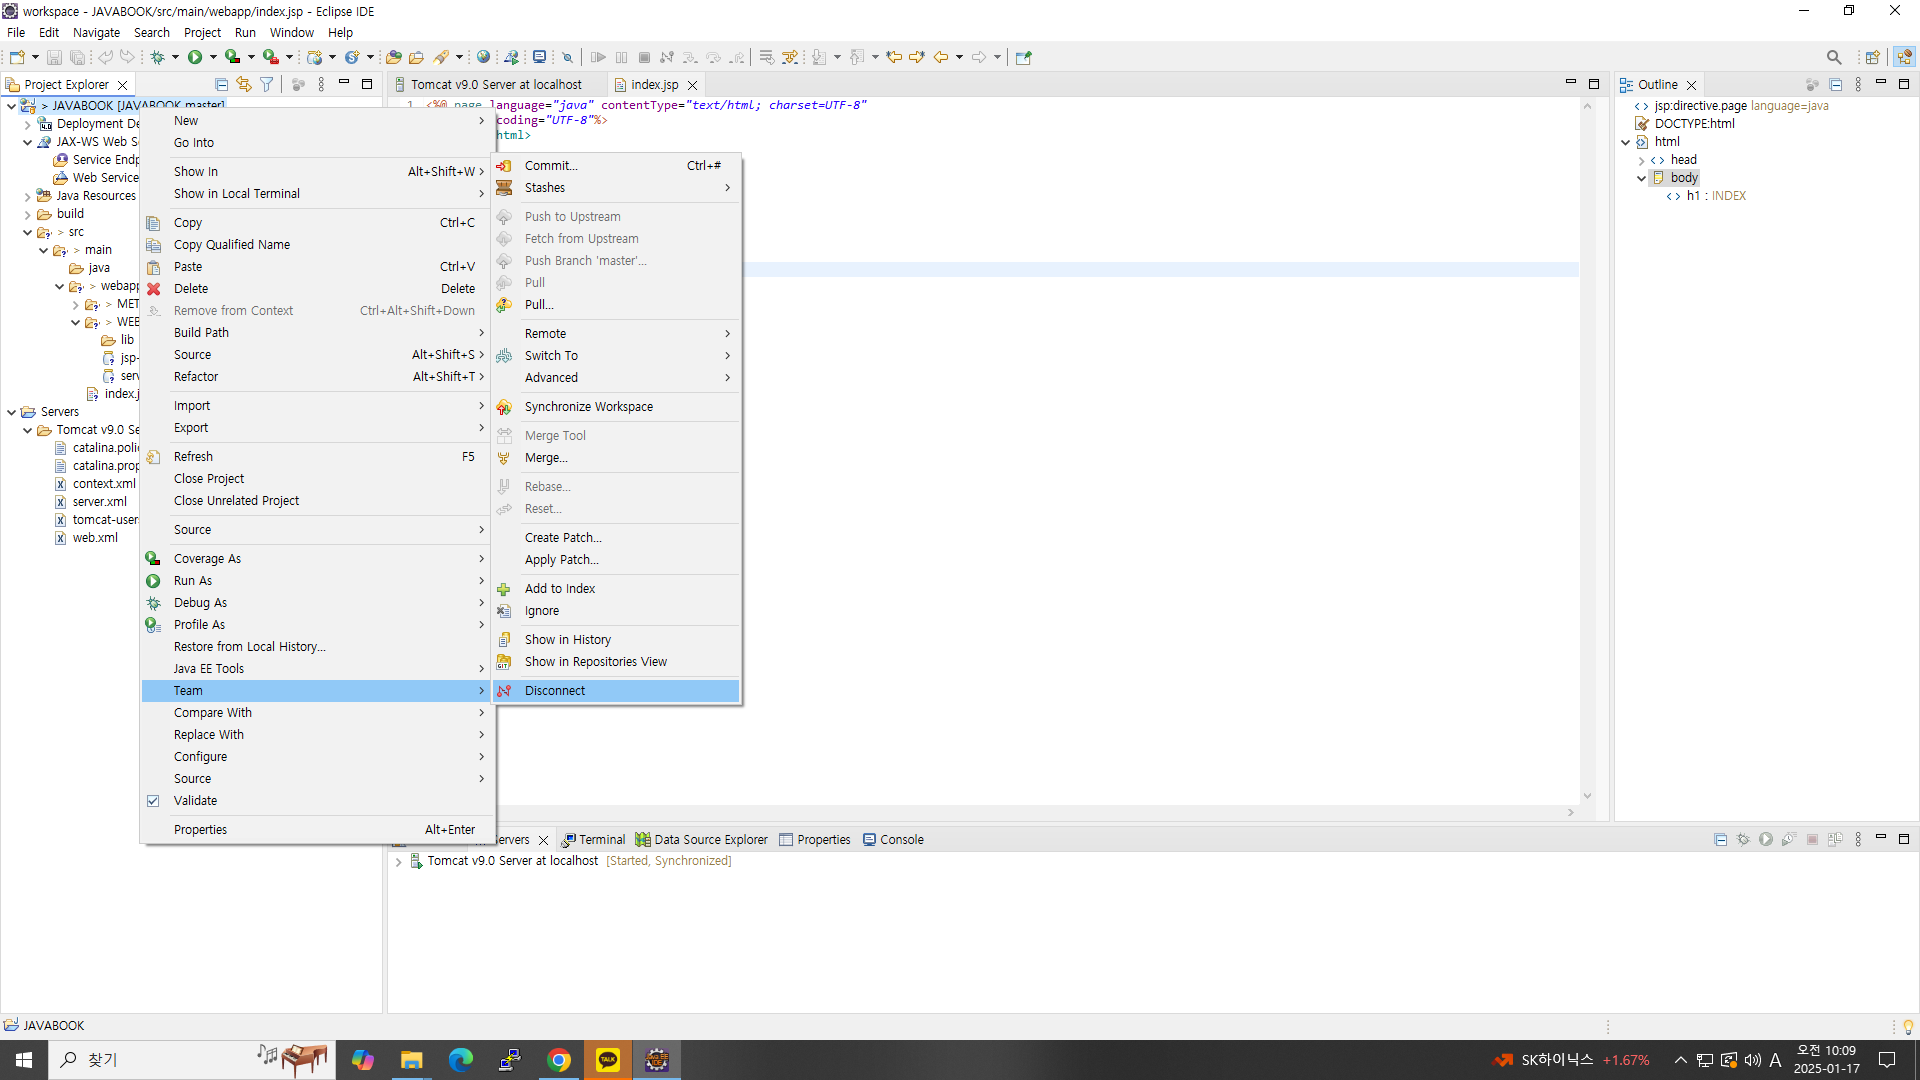 workspace - JAVABOOK/src/main/webapp/index.jsp - Eclipse IDE
File Edit Navigate Search Project Run Window Help
Project Explorer
Tomcat v9.0 Server at localhost
index.jsp
Outline
> JAVABOOK [JAVABOOK master]
Deployment De
JAX-WS Web S
Service Endp
Web Service
Java Resources
build
> src
> main
java
> webapp
> MET
> WEB
lib
jsp-
serv
index.j
Servers
Tomcat v9.0 Se
catalina.polic
catalina.prop
context.xml
server.xml
tomcat-users
web.xml
1 <%@ page language="java" contentType="text/html; charset=UTF-8"
coding="UTF-8"%>
html>
New
Go Into
Show In Alt+Shift+W
Show in Local Terminal
Copy Ctrl+C
Copy Qualified Name
Paste Ctrl+V
Delete Delete
Remove from Context Ctrl+Alt+Shift+Down
Build Path
Source Alt+Shift+S
Refactor Alt+Shift+T
Import
Export
Refresh F5
Close Project
Close Unrelated Project
Source
Coverage As
Run As
Debug As
Profile As
Restore from Local History...
Java EE Tools
Team
Compare With
Replace With
Configure
Source
Validate
Properties Alt+Enter
Commit... Ctrl+#
Stashes
Push to Upstream
Fetch from Upstream
Push Branch 'master'...
Pull
Pull...
Remote
Switch To
Advanced
Synchronize Workspace
Merge Tool
Merge...
Rebase...
Reset...
Create Patch...
Apply Patch...
Add to Index
Ignore
Show in History
Show in Repositories View
Disconnect
jsp:directive.page language=java
DOCTYPE:html
html
head
body
h1 : INDEX
ervers
Terminal
Data Source Explorer
Properties
Console
Tomcat v9.0 Server at localhost [Started, Synchronized]
JAVABOOK
찾기
TALK
SK하이닉스 +1.67%
A
오전 10:09
2025-01-17